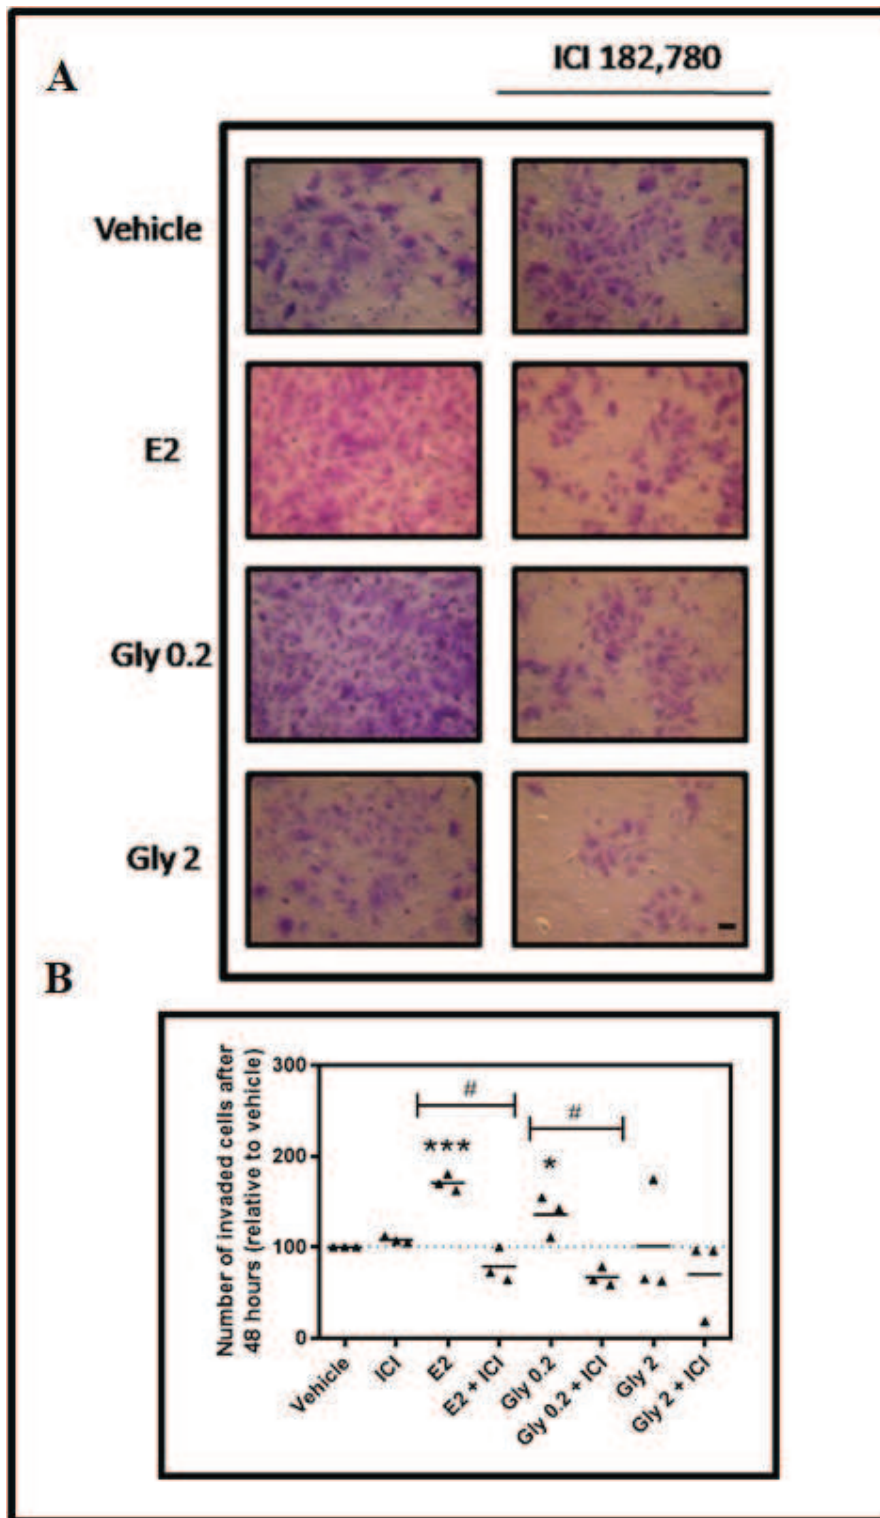 A
ICI 182,780
Vehicle
E2
Gly 0.2
Gly 2
B
Number of invaded cells after
48 hours (relative to vehicle)
300
200
100
0
#
#
***
*
Vehicle
ICI
E2
E2 + ICI
Gly 0.2
Gly 0.2 + ICI
Gly 2
Gly 2 + ICI